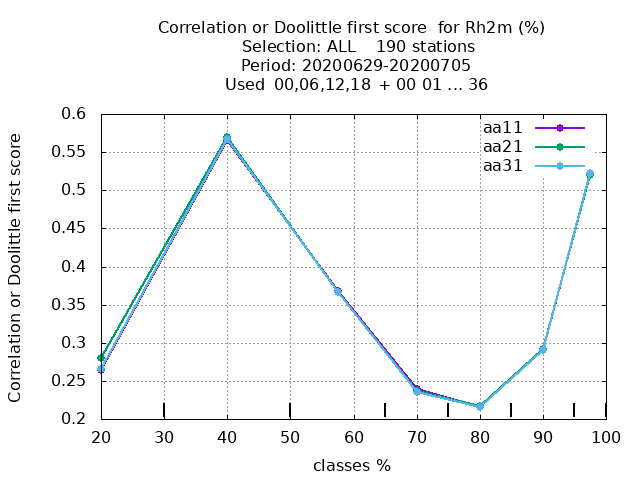 Correlation or Doolittle first score  for Rh2m (%)
Selection: ALL    190 stations
Period: 20200629-20200705
Used  00,06,12,18 + 00 01 ... 36
Correlation or Doolittle first score
0.6
0.55
0.5
0.45
0.4
0.35
0.3
0.25
0.2
aa11
aa21
aa31
20 30 40 50 60 70 80 90 100
classes %